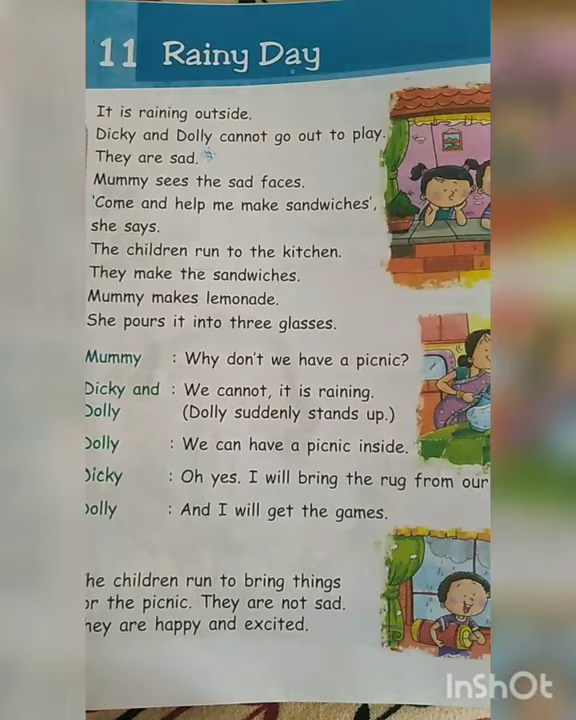 11 Rainy Day
It is raining outside.
Dicky and Dolly cannot go out to play.
They are sad.
Mummy sees the sad faces.
'Come and help me make sandwiches',
she says.
The children run to the kitchen.
They make the sandwiches.
Mummy makes lemonade.
She pours it into three glasses.
Mummy : Why don't we have a picnic?
Dicky and : We cannot, it is raining.
Dolly (Dolly suddenly stands up.)
Dolly : We can have a picnic inside.
Dicky : Oh yes. I will bring the rug from our
Dolly : And I will get the games.
he children run to bring things
or the picnic. They are not sad.
hey are happy and excited.
InShOt